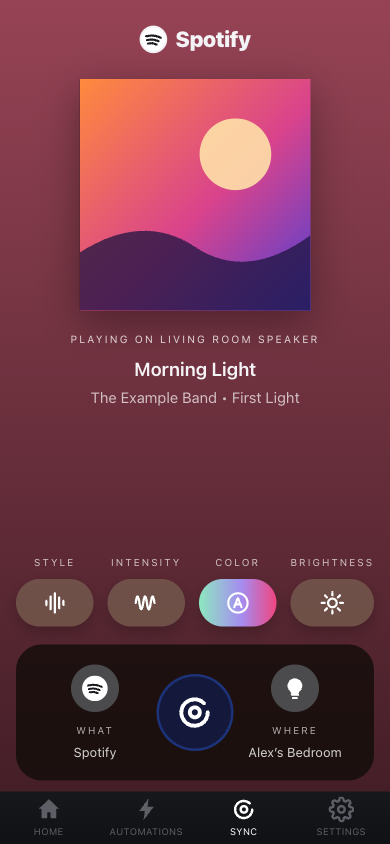 Spotify
PLAYING ON LIVING ROOM SPEAKER
Morning Light
The Example Band • First Light
STYLE INTENSITY COLOR BRIGHTNESS
A
WHAT WHERE
Spotify Alex's Bedroom
HOME AUTOMATIONS SYNC SETTINGS